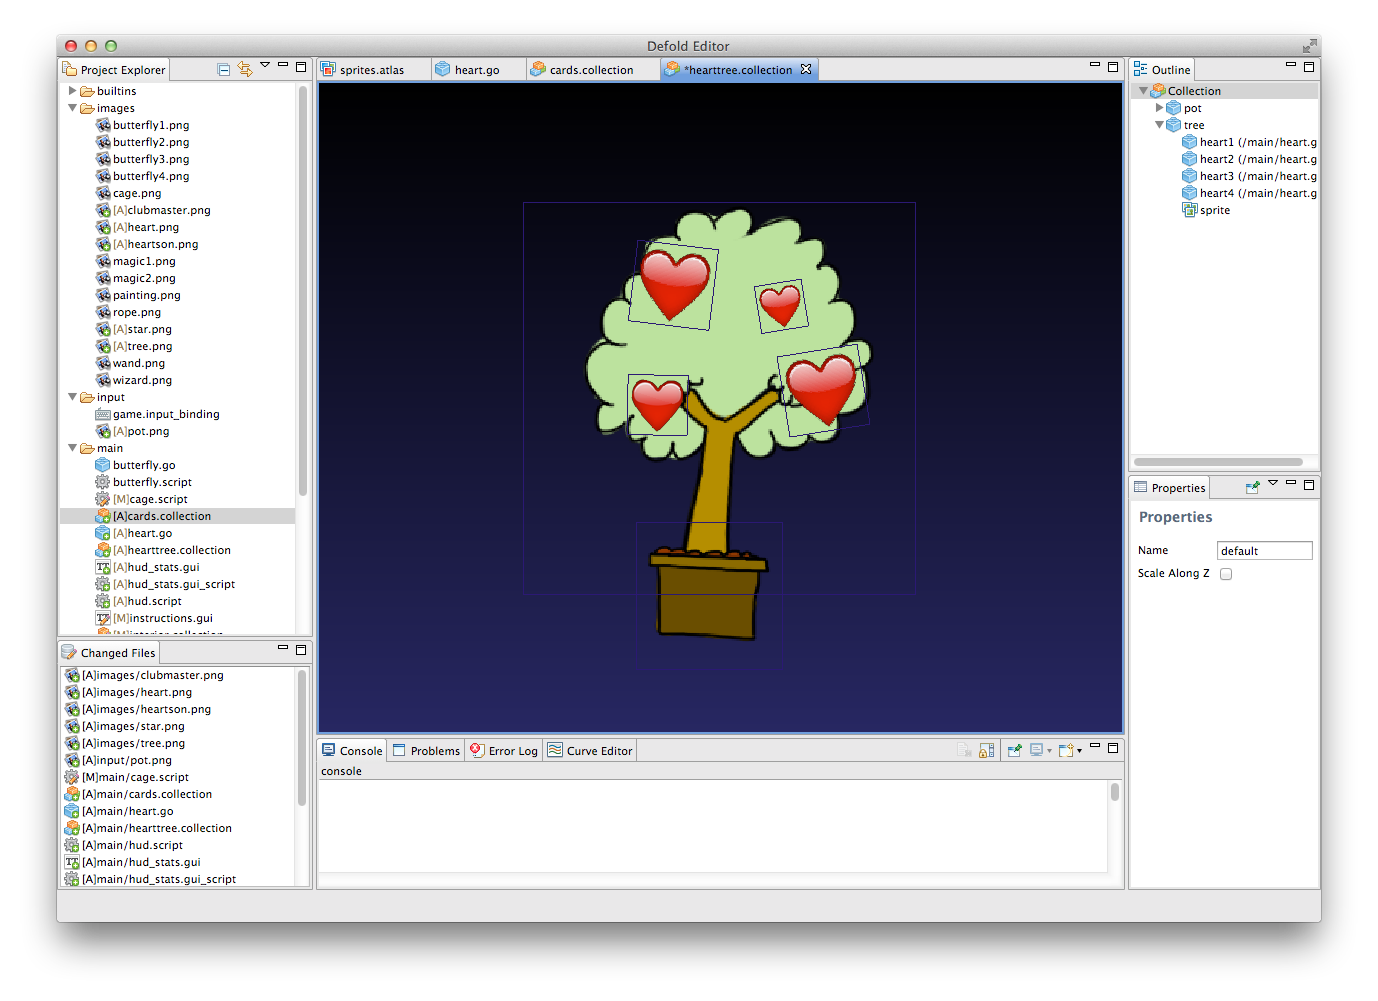 Defold Editor
Project Explorer
builtins
images
butterfly1.png
butterfly2.png
butterfly3.png
butterfly4.png
cage.png
[A]clubmaster.png
[A]heart.png
[A]heartson.png
magic1.png
magic2.png
painting.png
rope.png
[A]star.png
[A]tree.png
wand.png
wizard.png
input
game.input_binding
[A]pot.png
main
butterfly.go
butterfly.script
[M]cage.script
[A]cards.collection
[A]heart.go
[A]hearttree.collection
[A]hud_stats.gui
[A]hud_stats.gui_script
[A]hud.script
[M]instructions.gui
[M]interior.collection
Changed Files
[A]images/clubmaster.png
[A]images/heart.png
[A]images/heartson.png
[A]images/star.png
[A]images/tree.png
[A]input/pot.png
[M]main/cage.script
[A]main/cards.collection
[A]main/heart.go
[A]main/hearttree.collection
[A]main/hud.script
[A]main/hud_stats.gui
[A]main/hud_stats.gui_script
sprites.atlas
heart.go
cards.collection
*hearttree.collection
Console
Problems
Error Log
Curve Editor
console
Outline
Collection
pot
tree
heart1 (/main/heart.g
heart2 (/main/heart.g
heart3 (/main/heart.g
heart4 (/main/heart.g
sprite
Properties
Properties
Name default
Scale Along Z